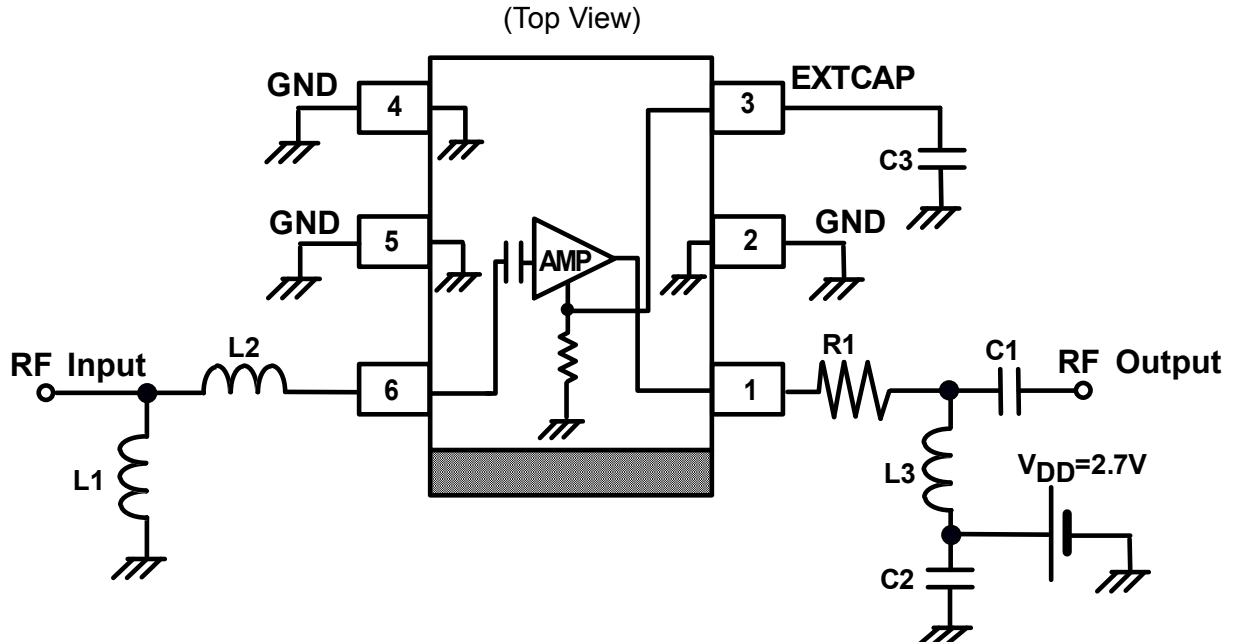 (Top View)
GND
4
3
EXTCAP
C3
GND
5
2
GND
AMP
RF Input
L2
6
1
R1
C1
RF Output
L1
L3
VDD=2.7V
C2